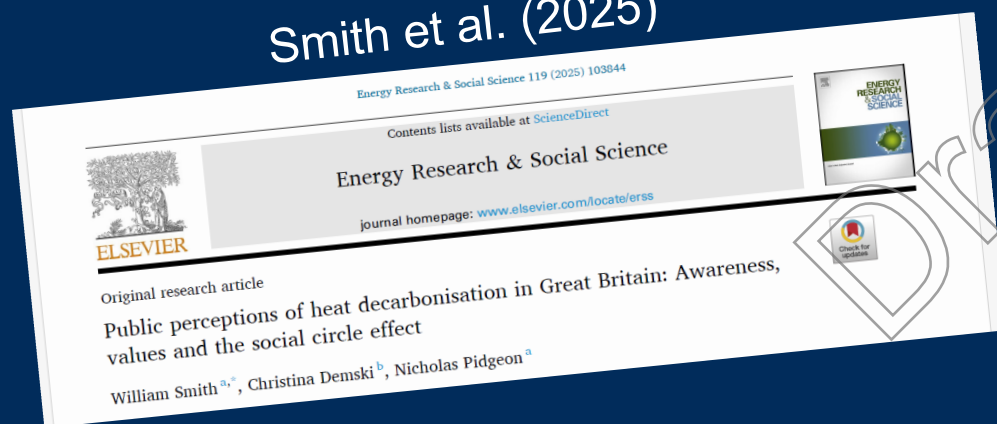 Smith et al. (2025)
Energy Research & Social Science 119 (2025) 103844
Contents lists available at ScienceDirect
Energy Research & Social Science
journal homepage: www.elsevier.com/locate/erss
ELSEVIER
ENERGY
RESEARCH
& SOCIAL
SCIENCE
Check for
updates
Original research article
Public perceptions of heat decarbonisation in Great Britain: Awareness,
values and the social circle effect
William Smith a,*, Christina Demski b, Nicholas Pidgeon a